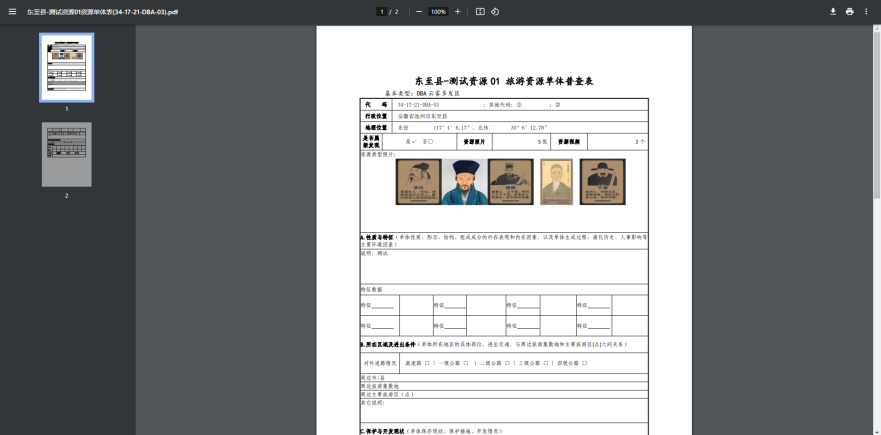 东至县-测试资源01资源单体表(34-17-21-DBA-03).pdf
1 / 2
100%
1
2
东至县-测试资源 01 旅游资源单体普查表
基本类型: DBA 云雾多发区
代 码 34-17-21-DBA-03 ; 其他代码: ① ; ②
行政位置 安徽省池州市东至县
地理位置 东经 117° 1′ 6.17″, 北纬 30° 6′ 12.78″
是否属新发现 是✓ 否□ 资源照片 5 张 资源视频 2 个
资源典型照片:
A.性质与特征(单体性质、形态、结构、组成成分的外在表现和内在因素, 以及单体生成过程、演化历史、人事影响等
主要环境因素)
说明: 测试
特征数据
特征______ 特征______ 特征______ 特征______
特征______ 特征______ 特征______ 特征______
B.所在区域及进出条件(单体所在地区的具体部位、进出交通、与周边旅游集散地和主要旅游区[点]之间关系)
对外道路情况 高速路 □ | 一级公路 □ | 二级公路 □ | 三级公路 □ | 四级公路 □
周边市/县
周边旅游集散地
周边主要旅游区(点)
其它说明:
C.保护与开发现状(单体保存现状、保护措施、开发情况)